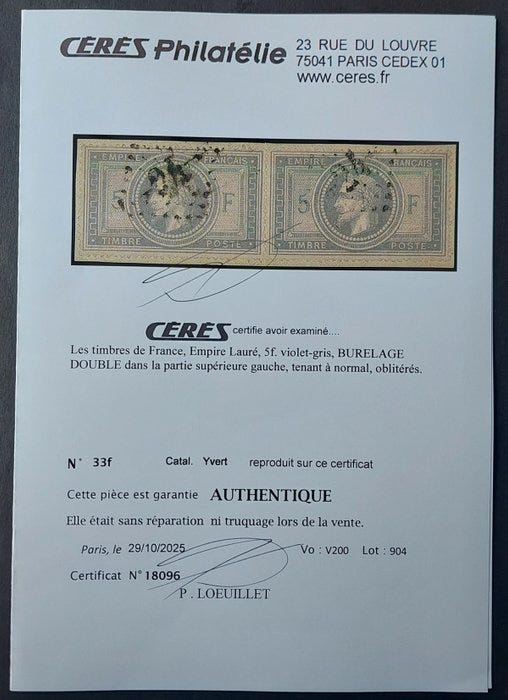 CÉRÈS Philatélie
23 RUE DU LOUVRE
75041 PARIS CEDEX 01
www.ceres.fr
EMPIRE FRANÇAIS
5 F
TIMBRE POSTE
EMPIRE FRANÇAIS
5 F
TIMBRE POSTE
CÉRÈS certifie avoir examiné....
Les timbres de France, Empire Lauré, 5f. violet-gris, BURELAGE
DOUBLE dans la partie supérieure gauche, tenant à normal, oblitérés.
N° 33f Catal. Yvert reproduit sur ce certificat
Cette pièce est garantie AUTHENTIQUE
Elle était sans réparation ni truquage lors de la vente.
Paris, le 29/10/2025 Vo : V200 Lot : 904
Certificat N° 18096
P . LOEUILLET